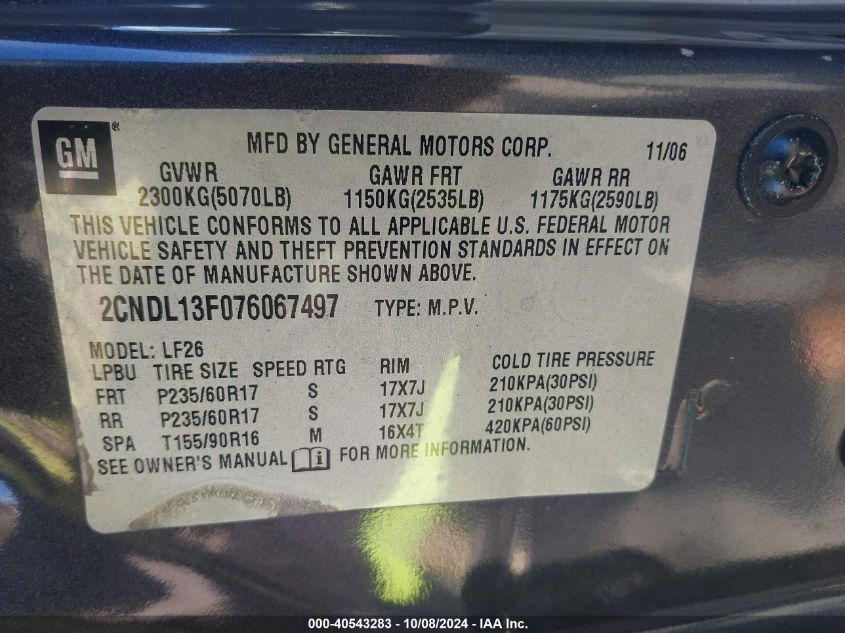 GM ®
MFD BY GENERAL MOTORS CORP. 11/06
GVWR GAWR FRT GAWR RR
2300KG(5070LB) 1150KG(2535LB) 1175KG(2590LB)
THIS VEHICLE CONFORMS TO ALL APPLICABLE U.S. FEDERAL MOTOR
VEHICLE SAFETY AND THEFT PREVENTION STANDARDS IN EFFECT ON
THE DATE OF MANUFACTURE SHOWN ABOVE.
2CNDL13F076067497 TYPE: M.P.V.
MODEL: LF26
LPBU TIRE SIZE SPEED RTG RIM COLD TIRE PRESSURE
FRT P235/60R17 S 17X7J 210KPA(30PSI)
RR P235/60R17 S 17X7J 210KPA(30PSI)
SPA T155/90R16 M 16X4T 420KPA(60PSI)
SEE OWNER'S MANUAL i FOR MORE INFORMATION.
000-40543283 - 10/08/2024 - IAA Inc.